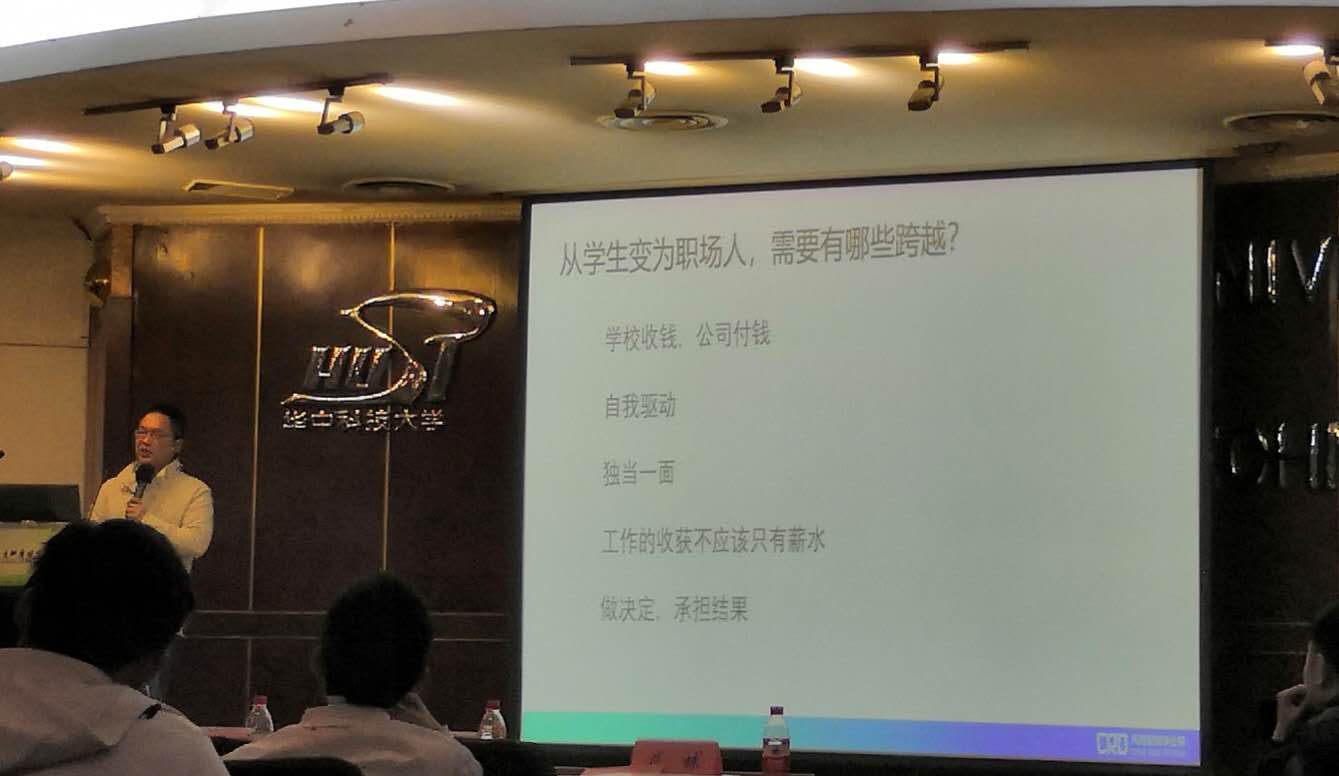 从学生变为职场人，需要有哪些跨越？
学校收钱，公司付钱
自我驱动
独当一面
工作的收获不应该只有薪水
做决定，承担结果
HUST
华中科技大学
CRO